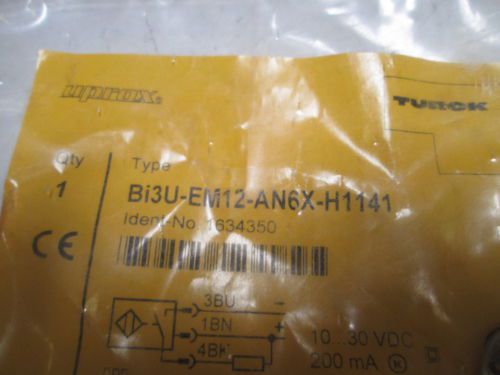 uprox®
TURCK
Qty
Type
1
Bi3U-EM12-AN6X-H1141
Ident-No. 1634350
CE
3BU −
1BN +
4BK
10...30 VDC
200 mA K